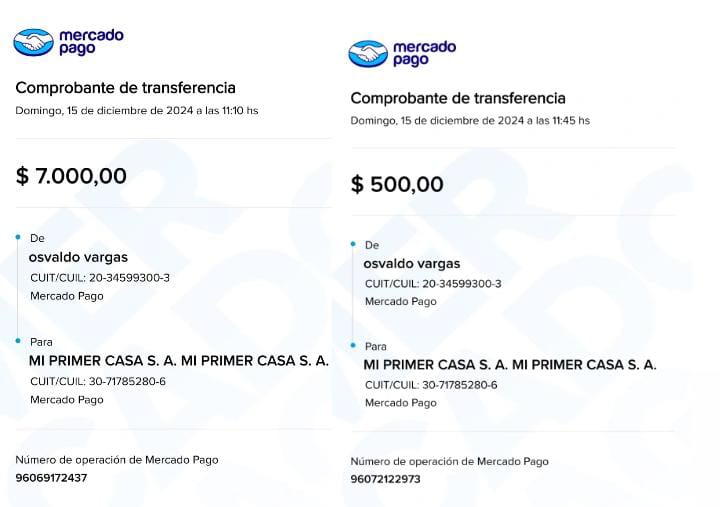 mercado
pago
Comprobante de transferencia
Domingo, 15 de diciembre de 2024 a las 11:10 hs
$ 7.000,00
De
osvaldo vargas
CUIT/CUIL: 20-34599300-3
Mercado Pago
Para
MI PRIMER CASA S. A. MI PRIMER CASA S. A.
CUIT/CUIL: 30-71785280-6
Mercado Pago
Número de operación de Mercado Pago
96069172437
mercado
pago
Comprobante de transferencia
Domingo, 15 de diciembre de 2024 a las 11:45 hs
$ 500,00
De
osvaldo vargas
CUIT/CUIL: 20-34599300-3
Mercado Pago
Para
MI PRIMER CASA S. A. MI PRIMER CASA S. A.
CUIT/CUIL: 30-71785280-6
Mercado Pago
Número de operación de Mercado Pago
96072122973